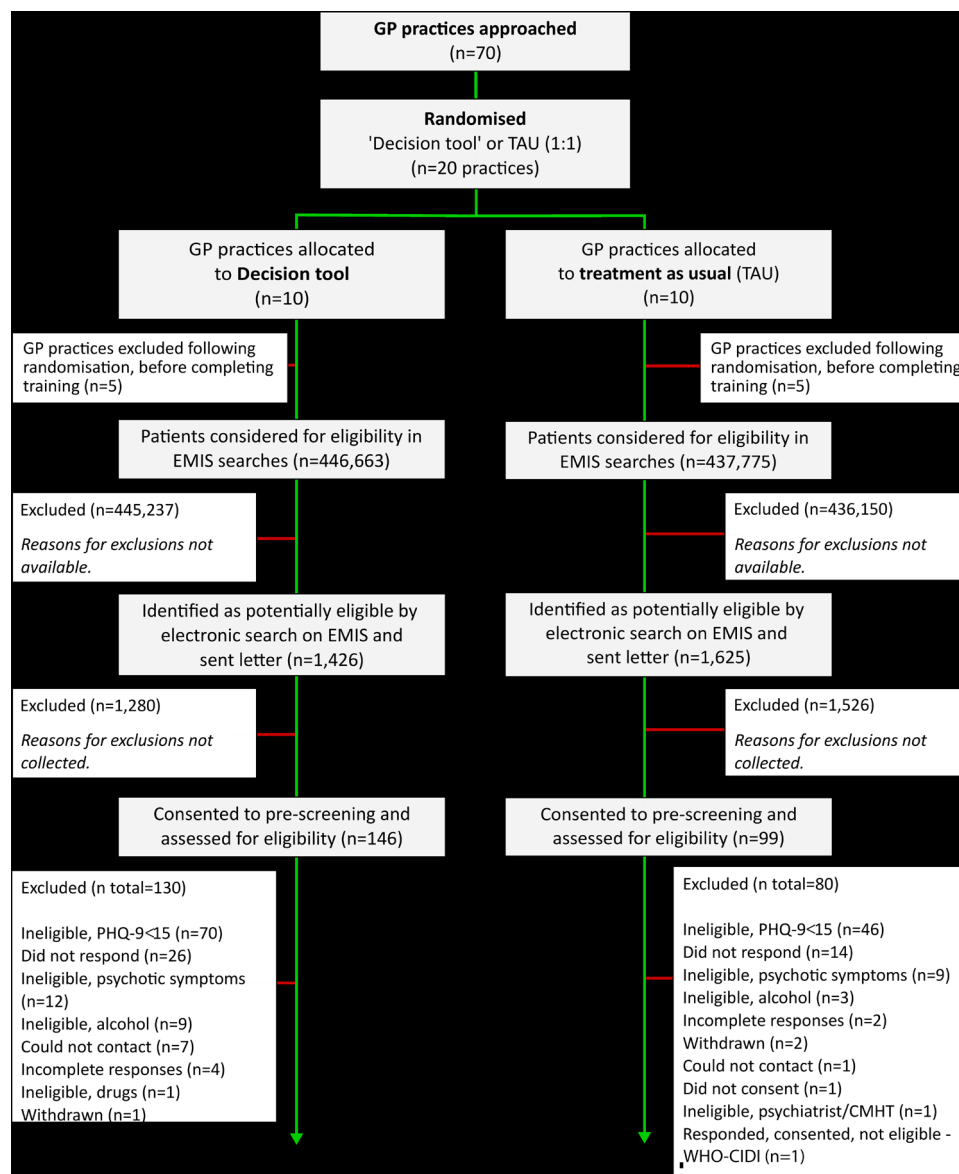 GP practices approached
(n=70)
Randomised
'Decision tool' or TAU (1:1)
(n=20 practices)
GP practices allocated
to Decision tool
(n=10)
GP practices allocated
to treatment as usual (TAU)
(n=10)
GP practices excluded following
randomisation, before completing
training (n=5)
GP practices excluded following
randomisation, before completing
training (n=5)
Patients considered for eligibility in
EMIS searches (n=446,663)
Patients considered for eligibility in
EMIS searches (n=437,775)
Excluded (n=445,237)
Reasons for exclusions not
available.
Excluded (n=436,150)
Reasons for exclusions not
available.
Identified as potentially eligible by
electronic search on EMIS and
sent letter (n=1,426)
Identified as potentially eligible by
electronic search on EMIS and
sent letter (n=1,625)
Excluded (n=1,280)
Reasons for exclusions not
collected.
Excluded (n=1,526)
Reasons for exclusions not
collected.
Consented to pre-screening and
assessed for eligibility (n=146)
Consented to pre-screening and
assessed for eligibility (n=99)
Excluded (n total=130)
Ineligible, PHQ-9<15 (n=70)
Did not respond (n=26)
Ineligible, psychotic symptoms
(n=12)
Ineligible, alcohol (n=9)
Could not contact (n=7)
Incomplete responses (n=4)
Ineligible, drugs (n=1)
Withdrawn (n=1)
Excluded (n total=80)
Ineligible, PHQ-9<15 (n=46)
Did not respond (n=14)
Ineligible, psychotic symptoms (n=9)
Ineligible, alcohol (n=3)
Incomplete responses (n=2)
Withdrawn (n=2)
Could not contact (n=1)
Did not consent (n=1)
Ineligible, psychiatrist/CMHT (n=1)
Responded, consented, not eligible -
WHO-CIDI (n=1)